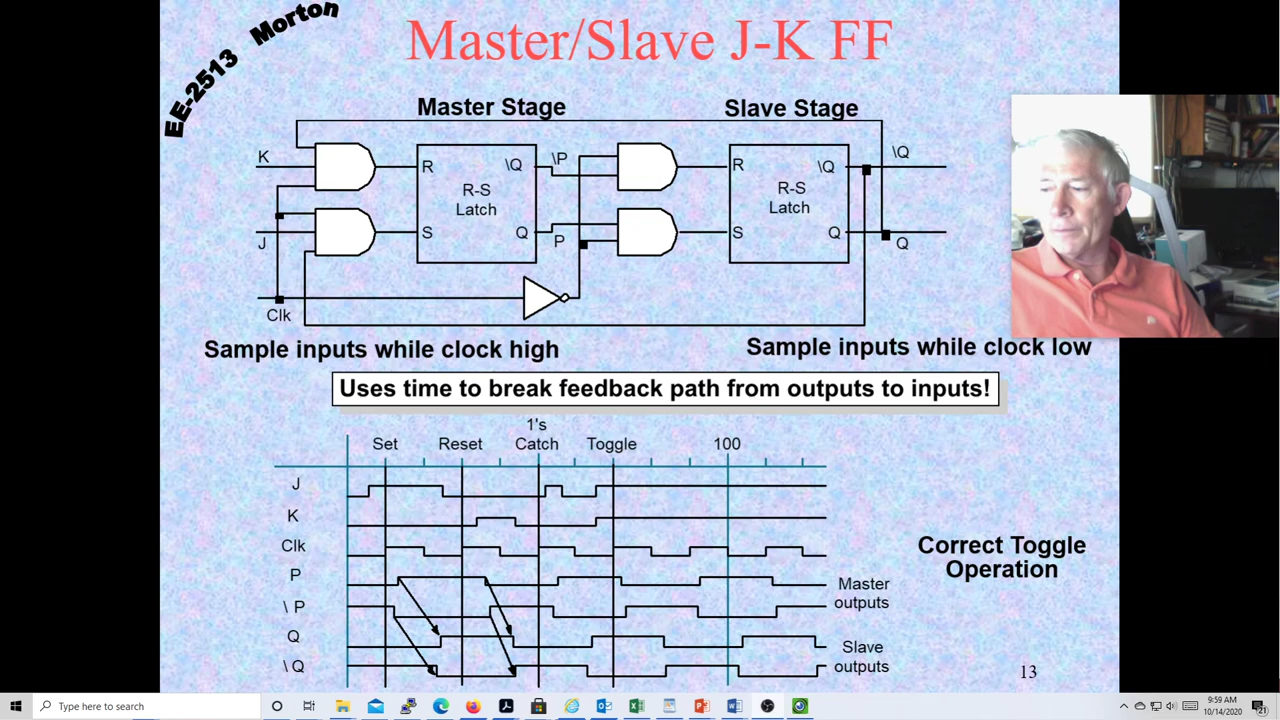 EE-2513 Morton
Master/Slave J-K FF
Master Stage
Slave Stage
K
R
\Q
\P
R
\Q
\Q
R-S
Latch
R-S
Latch
J
S
Q
P
S
Q
Q
Clk
Sample inputs while clock high
Sample inputs while clock low
Uses time to break feedback path from outputs to inputs!
Set
Reset
1's
Catch
Toggle
100
J
K
Clk
P
\ P
Q
\ Q
Master
outputs
Slave
outputs
Correct Toggle
Operation
13
Type here to search
9:59 AM
10/14/2020
21